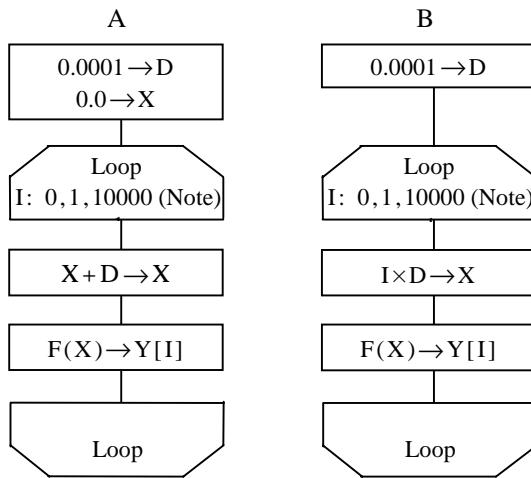 A
0.0001→D
0.0→X
Loop
I: 0,1,10000 (Note)
X+D→X
F(X)→Y[I]
Loop
B
0.0001→D
Loop
I: 0,1,10000 (Note)
I×D→X
F(X)→Y[I]
Loop